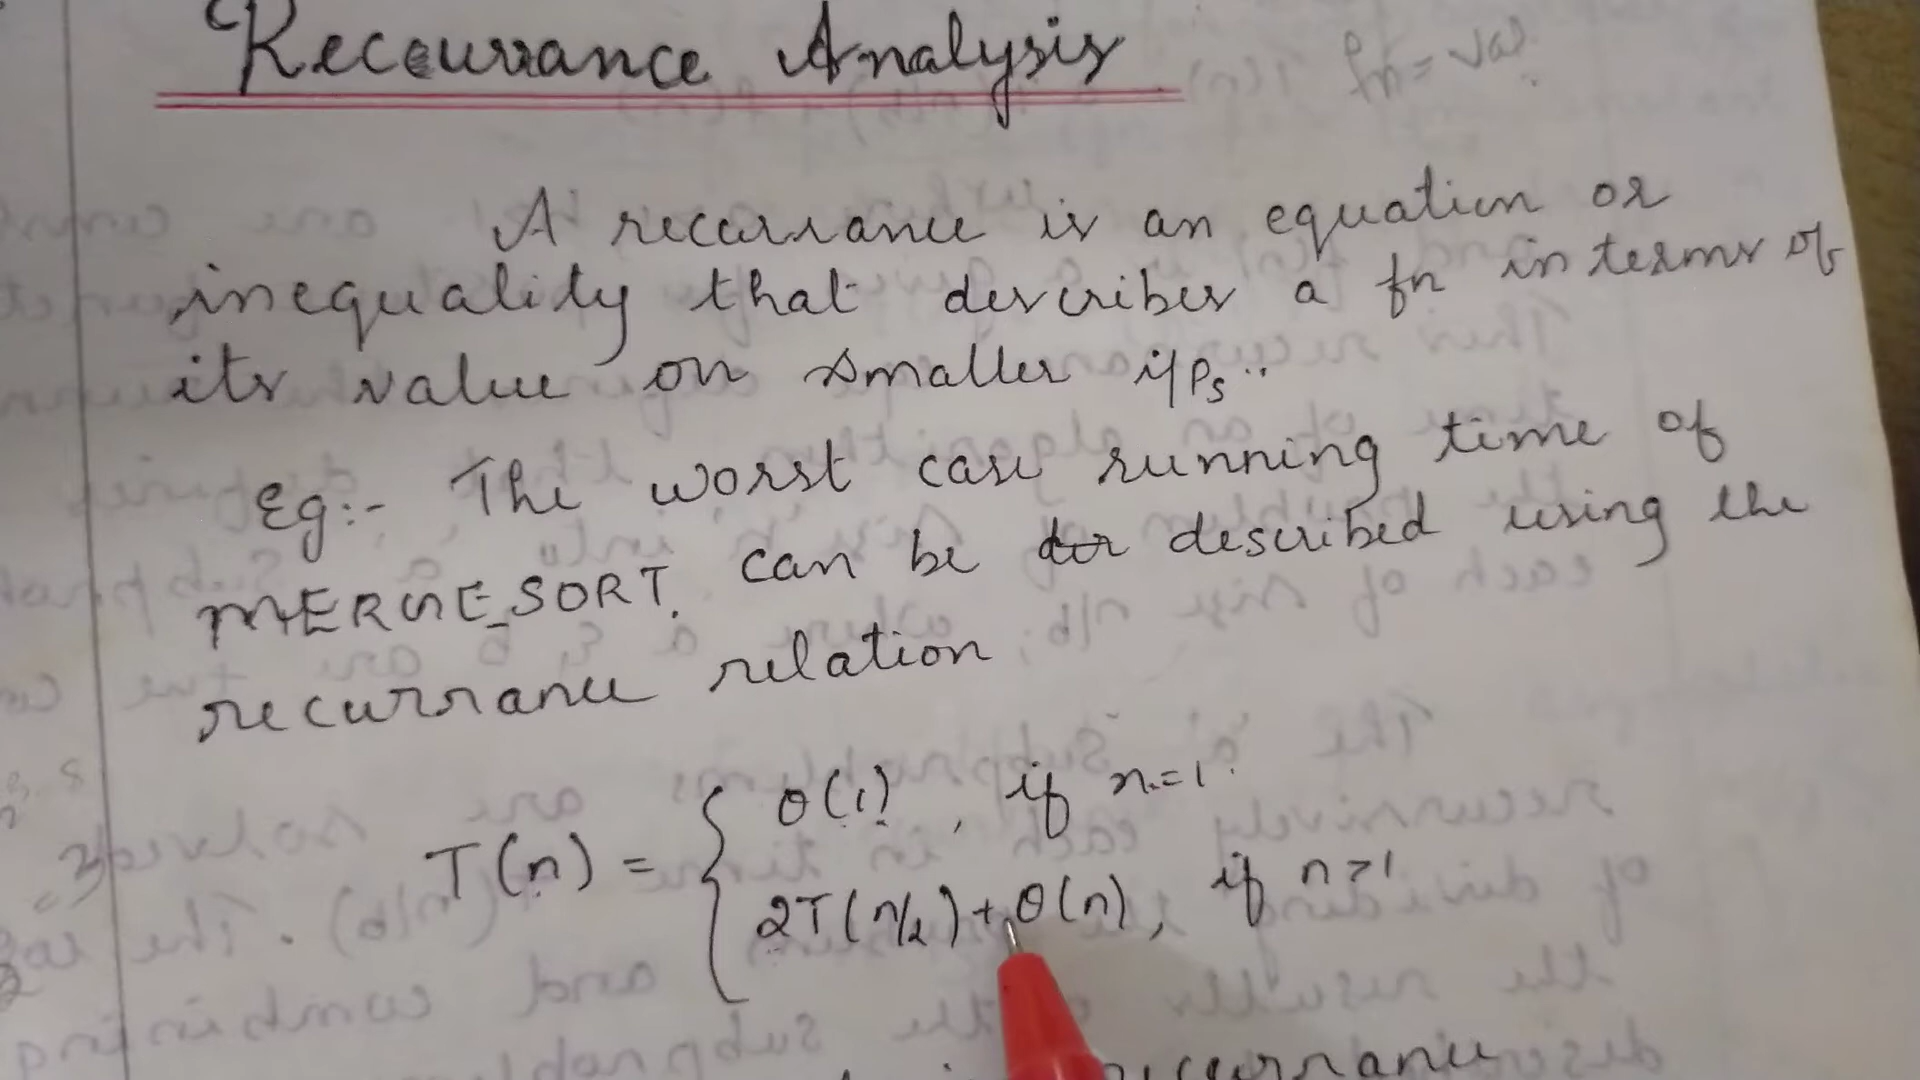 Reccurrance Analysis
A recurrance is an equation or
inequality that describes a fn in terms of
its value on smaller i/ps..
Eg:- The worst case running time of
MERGE_SORT. can be described using the
recurrance relation
T(n) = { θ(1), if n=1
2T(n/2)+θ(n), if n>1
recurrance